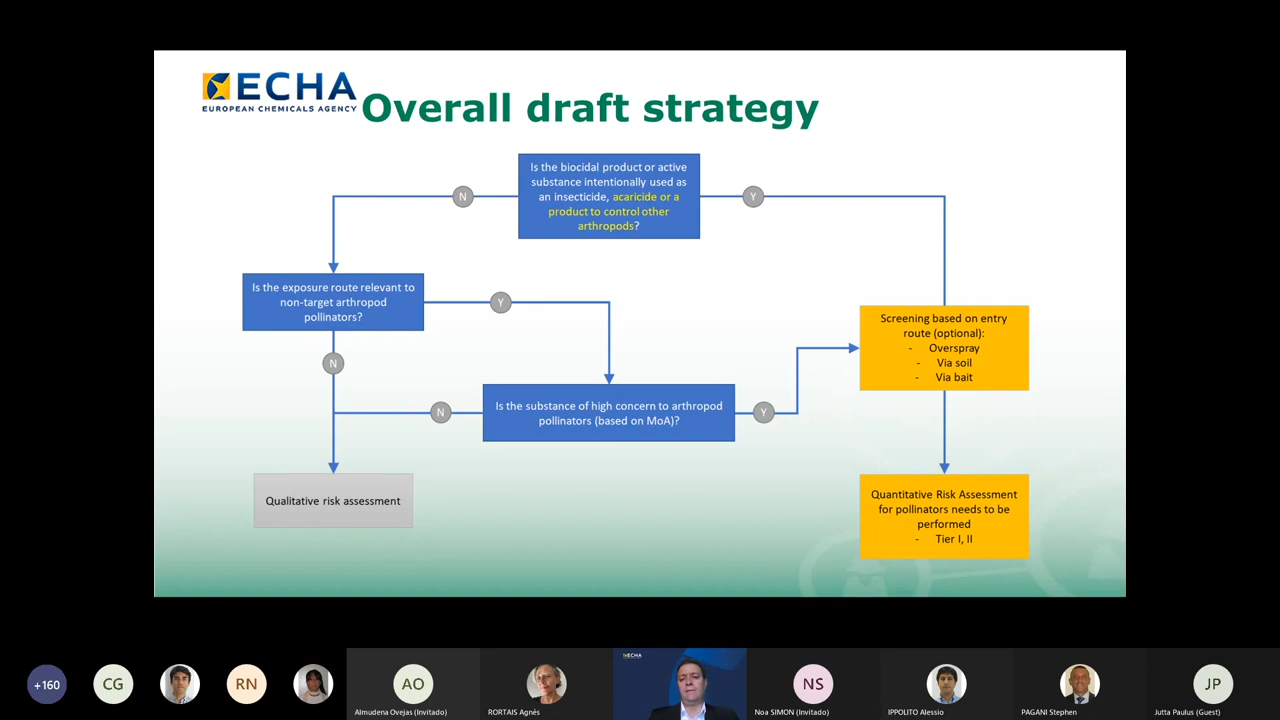 ECHA
EUROPEAN CHEMICALS AGENCY
Overall draft strategy
Is the biocidal product or active
substance intentionally used as
an insecticide, acaricide or a
product to control other
arthropods?
N
Y
Is the exposure route relevant to
non-target arthropod
pollinators?
Y
N
Screening based on entry
route (optional):
- Overspray
- Via soil
- Via bait
Is the substance of high concern to arthropod
pollinators (based on MoA)?
N
Y
Qualitative risk assessment
Quantitative Risk Assessment
for pollinators needs to be
performed
- Tier I, II
+160
CG
RN
AO
Almudena Ovejas (Invitado)
RORTAIS Agnès
ECHA
NS
Noa SIMON (Invitado)
IPPOLITO Alessio
PAGANI Stephen
JP
Jutta Paulus (Guest)